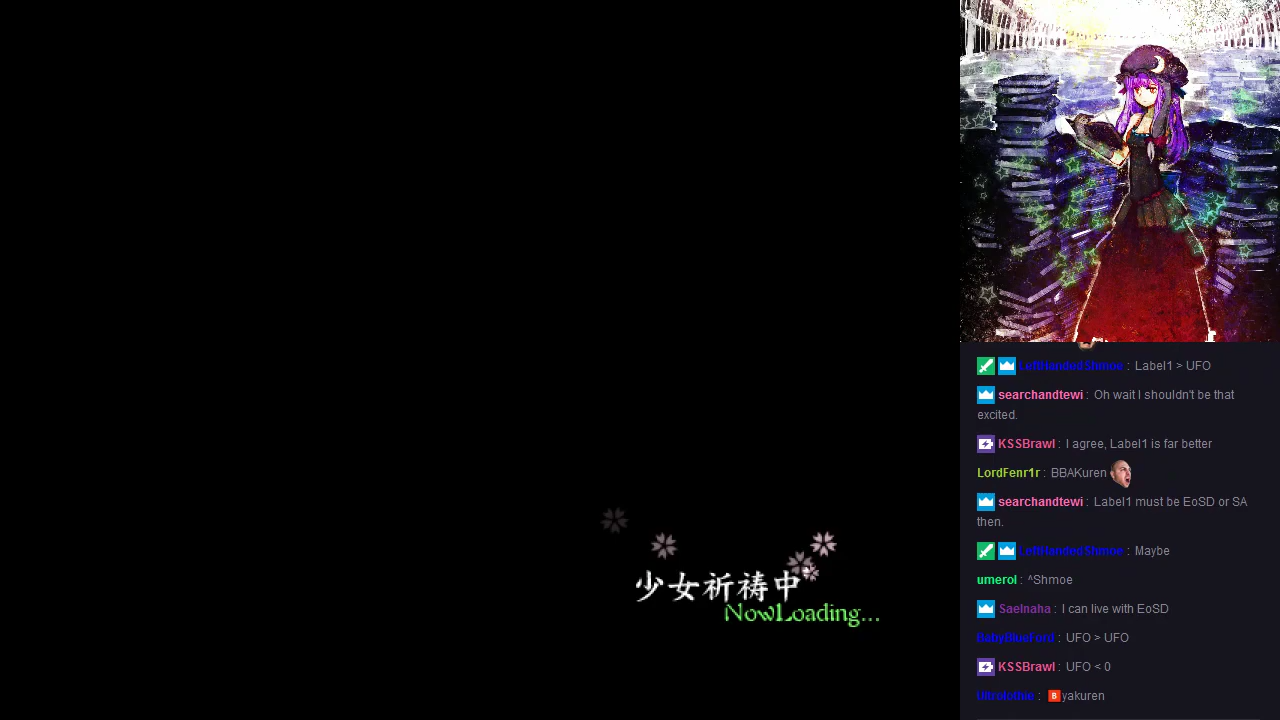 少女祈祷中
NowLoading...
LeftHandedShmoe : Label1 > UFO
searchandtewi : Oh wait I shouldn't be that
excited.
KSSBrawl : I agree, Label1 is far better
LordFenr1r : BBAKuren
searchandtewi : Label1 must be EoSD or SA
then.
LeftHandedShmoe : Maybe
umerol : ^Shmoe
Saelnaha : I can live with EoSD
BabyBlueFord : UFO > UFO
KSSBrawl : UFO < 0
: B yakuren